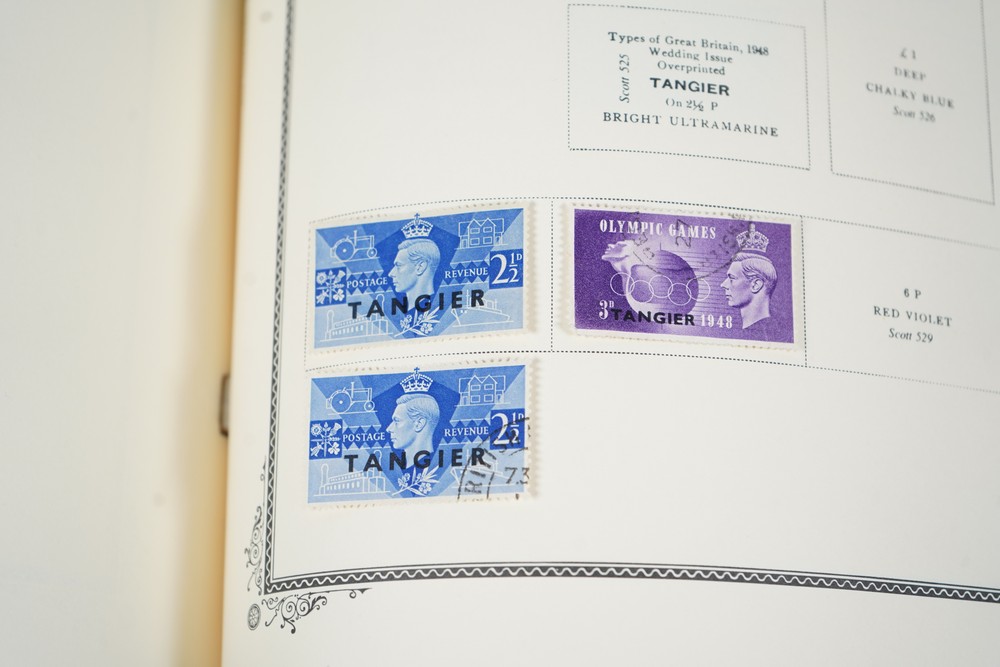 Types of Great Britain, 1948
Wedding Issue
Overprinted
TANGIER
On 2½ P
BRIGHT ULTRAMARINE
Scott 525
£1
DEEP
CHALKY BLUE
Scott 526
POSTAGE REVENUE 2½D
TANGIER
OLYMPIC GAMES
3D TANGIER 1948
6 P
RED VIOLET
Scott 529
POSTAGE REVENUE 2½D
TANGIER
73